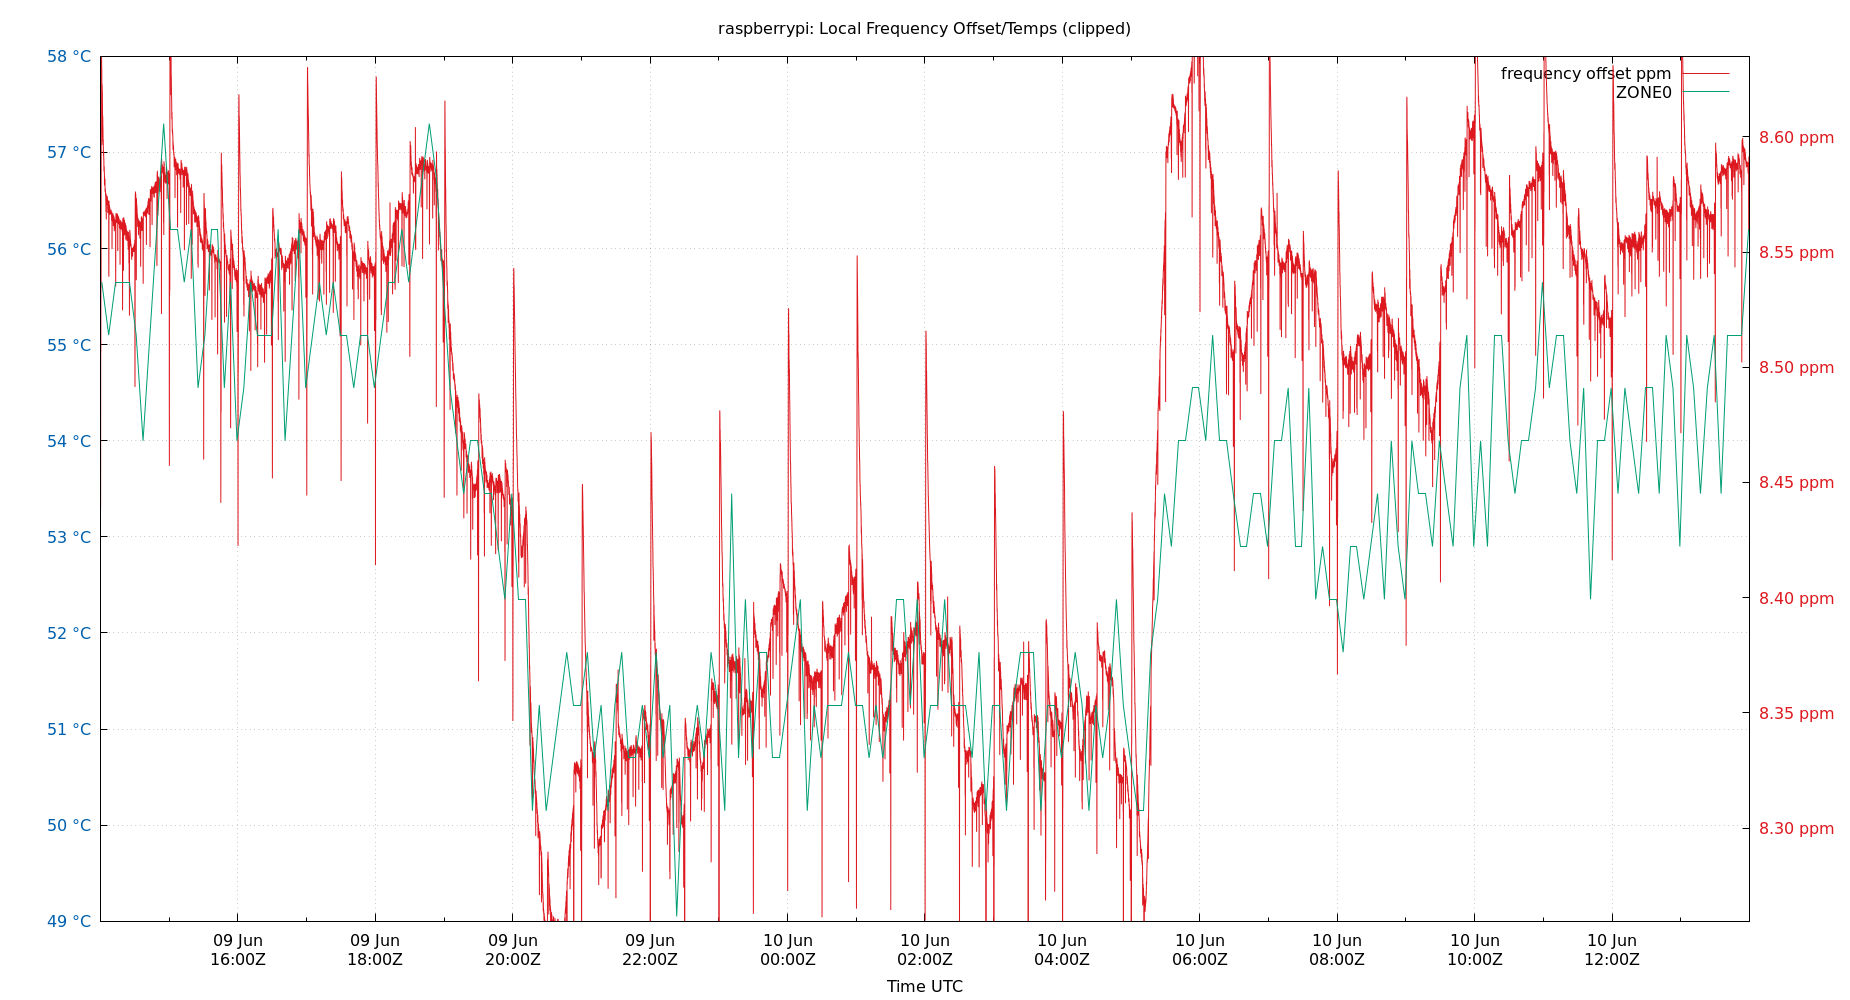 raspberrypi: Local Frequency Offset/Temps (clipped)
58 °C
57 °C
56 °C
55 °C
54 °C
53 °C
52 °C
51 °C
50 °C
49 °C
frequency offset ppm
ZONE0
8.60 ppm
8.55 ppm
8.50 ppm
8.45 ppm
8.40 ppm
8.35 ppm
8.30 ppm
09 Jun
16:00Z
09 Jun
18:00Z
09 Jun
20:00Z
09 Jun
22:00Z
10 Jun
00:00Z
10 Jun
02:00Z
10 Jun
04:00Z
10 Jun
06:00Z
10 Jun
08:00Z
10 Jun
10:00Z
10 Jun
12:00Z
Time UTC